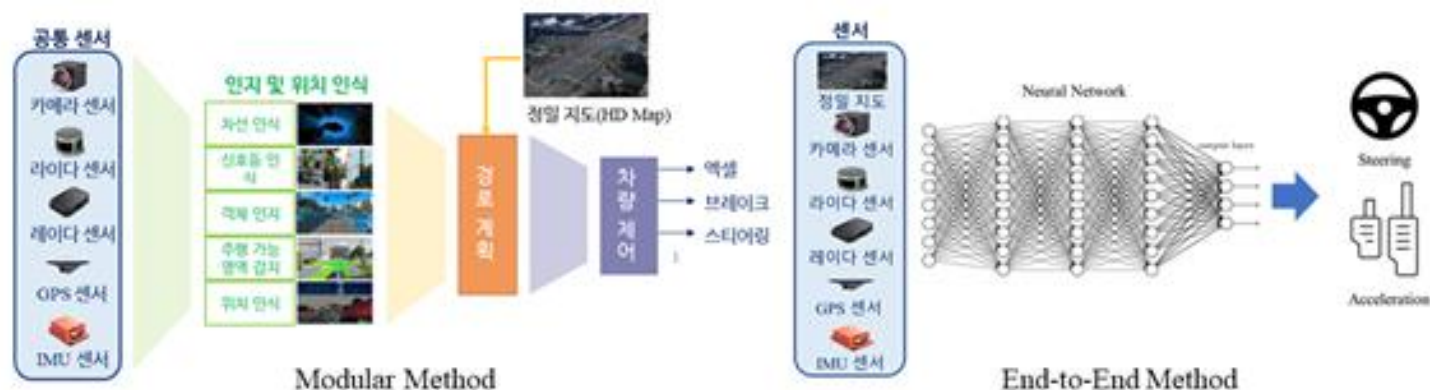 공통 센서
카메라 센서
라이다 센서
레이다 센서
GPS 센서
IMU 센서
인지 및 위치 인식
차선 인식
신호등 인
식
객체 인지
주행 가능
영역 감지
위치 인식
정밀 지도(HD Map)
경로 계획
차량 제어
엑셀
브레이크
스티어링
Modular Method
센서
정밀 지도
카메라 센서
라이다 센서
레이다 센서
GPS 센서
IMU 센서
Neural Network
output layer
Steering
Acceleration
End-to-End Method